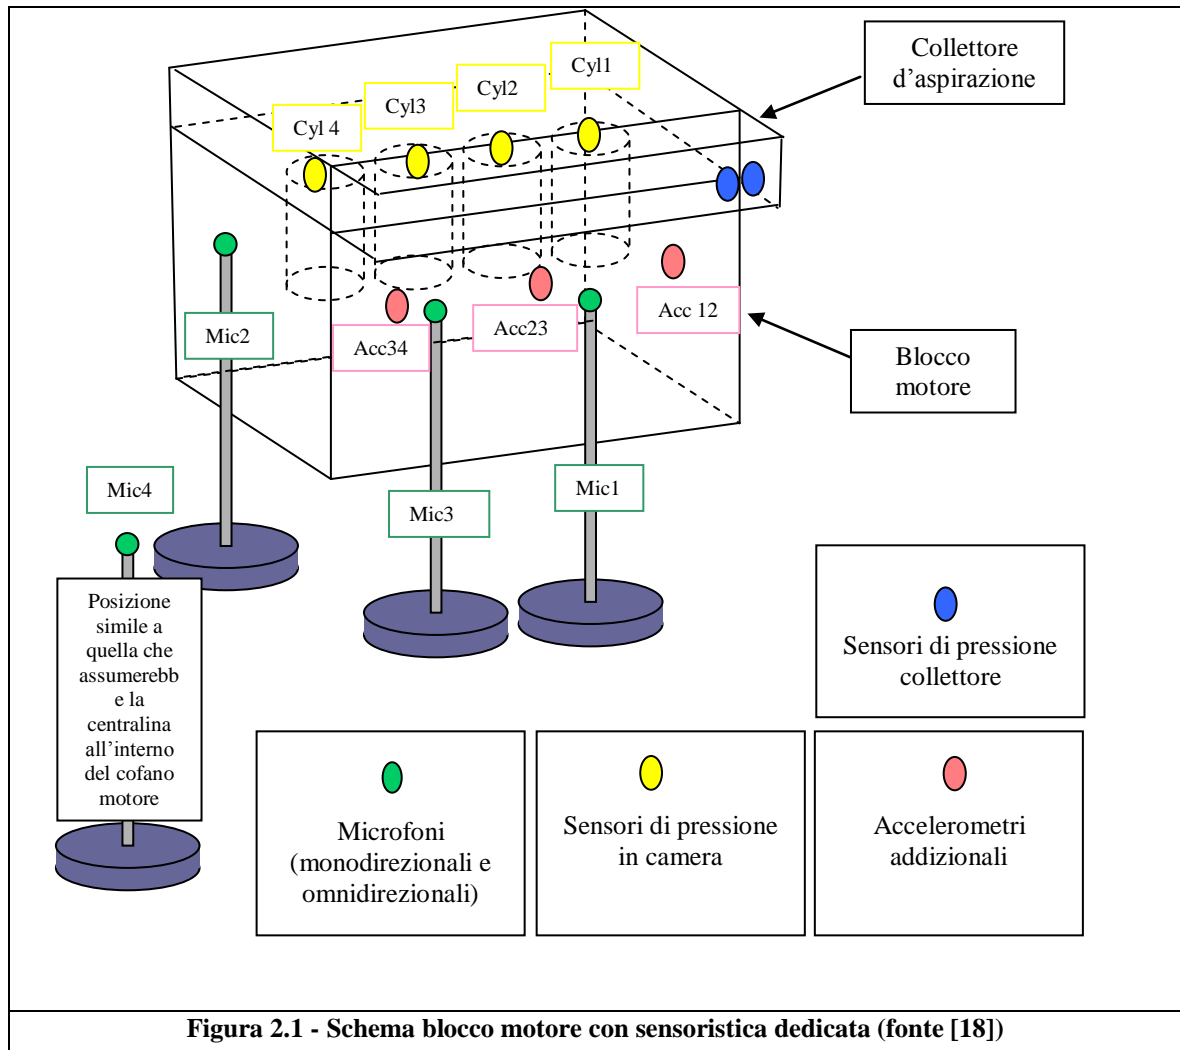 Collettore
d’aspirazione
Cyl1
Cyl2
Cyl3
Cyl 4
Mic2
Acc34
Acc23
Acc 12
Blocco
motore
Mic4
Mic3
Mic1
Posizione
simile a
quella che
assumerebb
e la
centralina
all’interno
del cofano
motore
Sensori di pressione
collettore
Microfoni
(monodirezionali e
omnidirezionali)
Sensori di pressione
in camera
Accelerometri
addizionali
Figura 2.1 - Schema blocco motore con sensoristica dedicata (fonte [18])